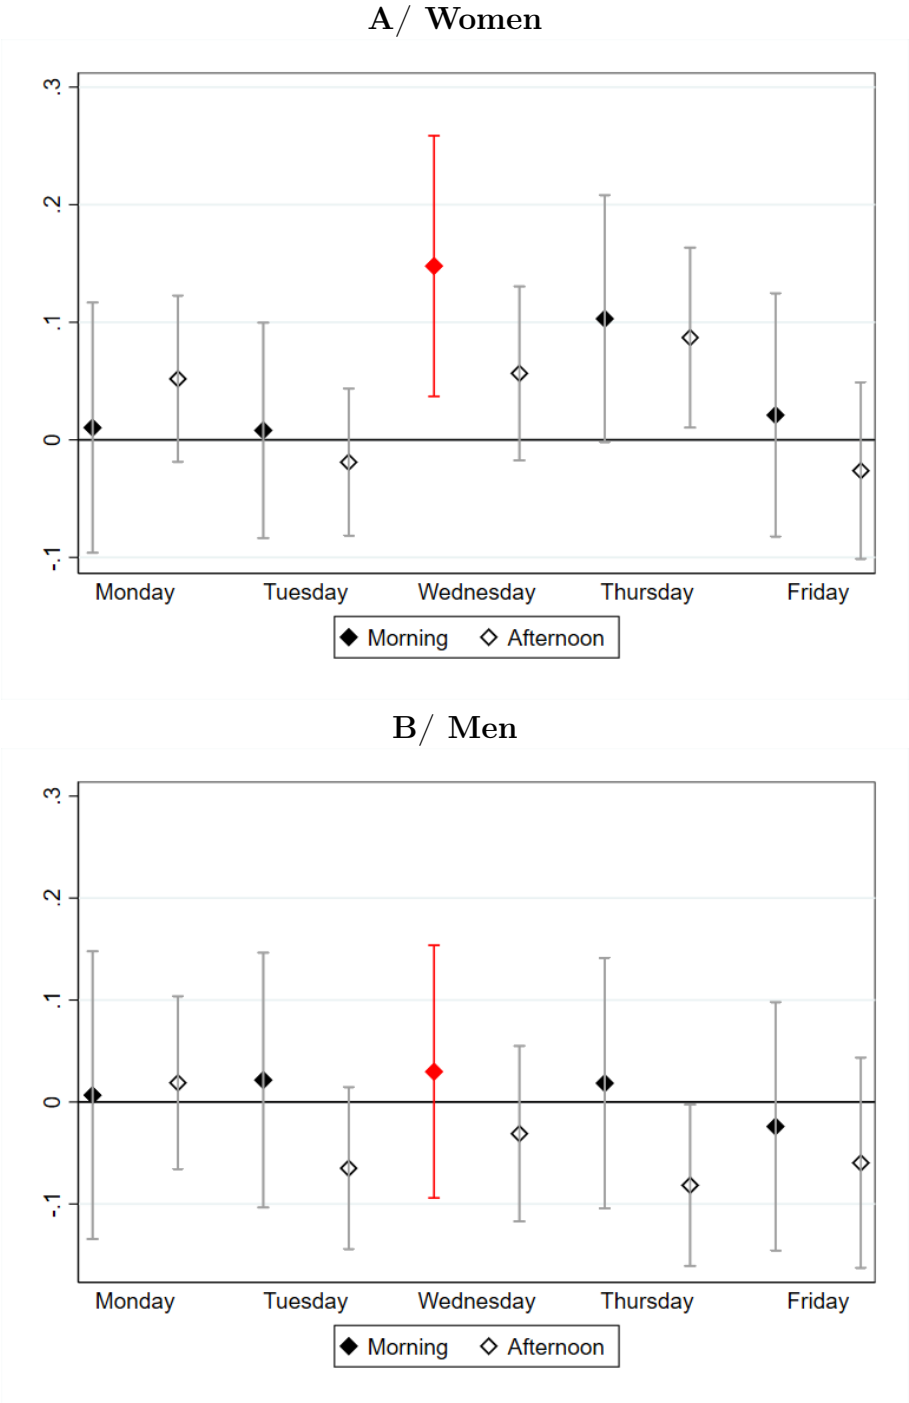 A/ Women
.3
.2
.1
0
-.1
Monday Tuesday Wednesday Thursday Friday
Morning Afternoon
B/ Men
.3
.2
.1
0
-.1
Monday Tuesday Wednesday Thursday Friday
Morning Afternoon